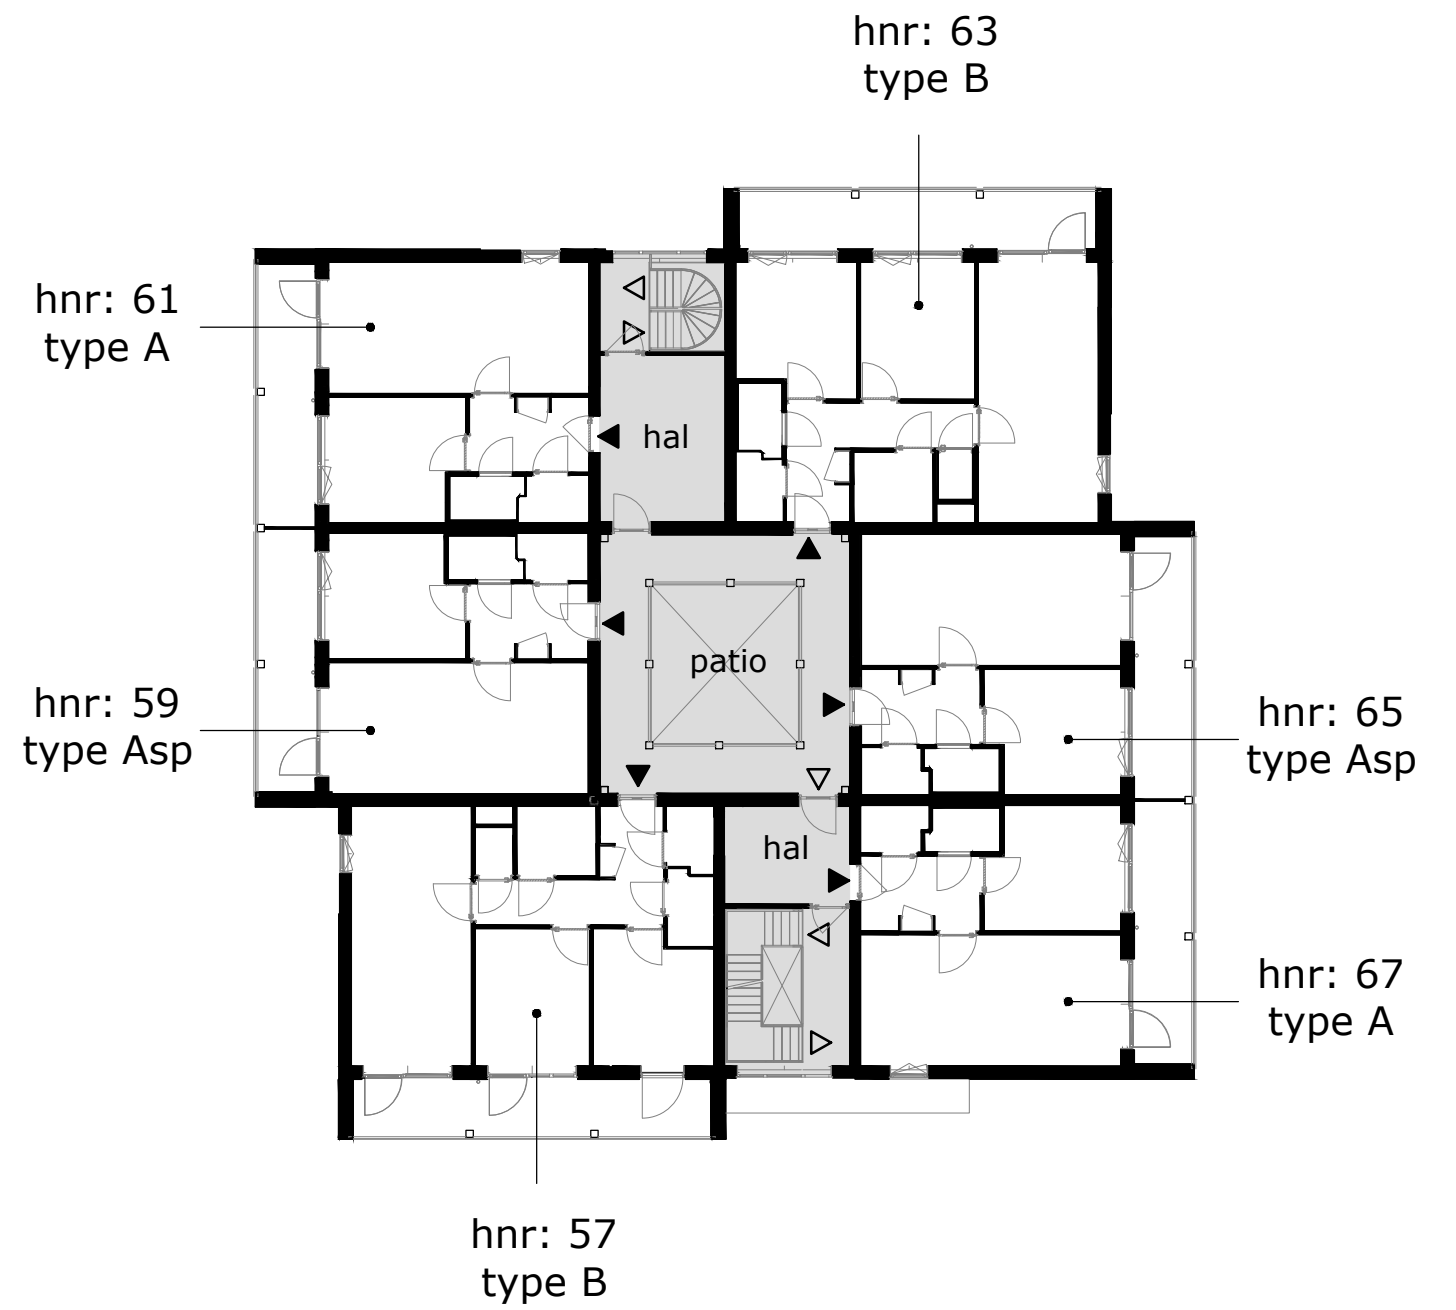 hnr: 63
type B
hnr: 61
type A
hal
patio
hnr: 59
type Asp
hnr: 65
type Asp
hal
hnr: 67
type A
hnr: 57
type B